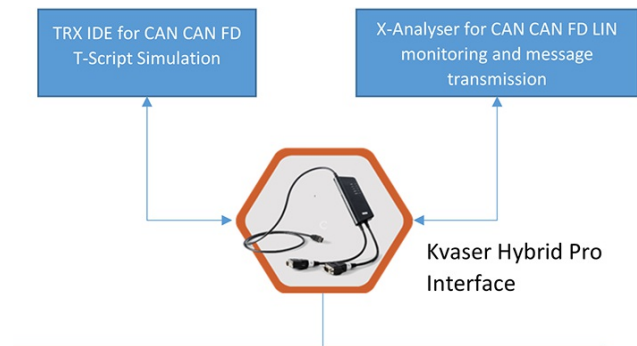 TRX IDE for CAN CAN FD
T-Script Simulation
X-Analyser for CAN CAN FD LIN
monitoring and message
transmission
Kvaser Hybrid Pro
Interface